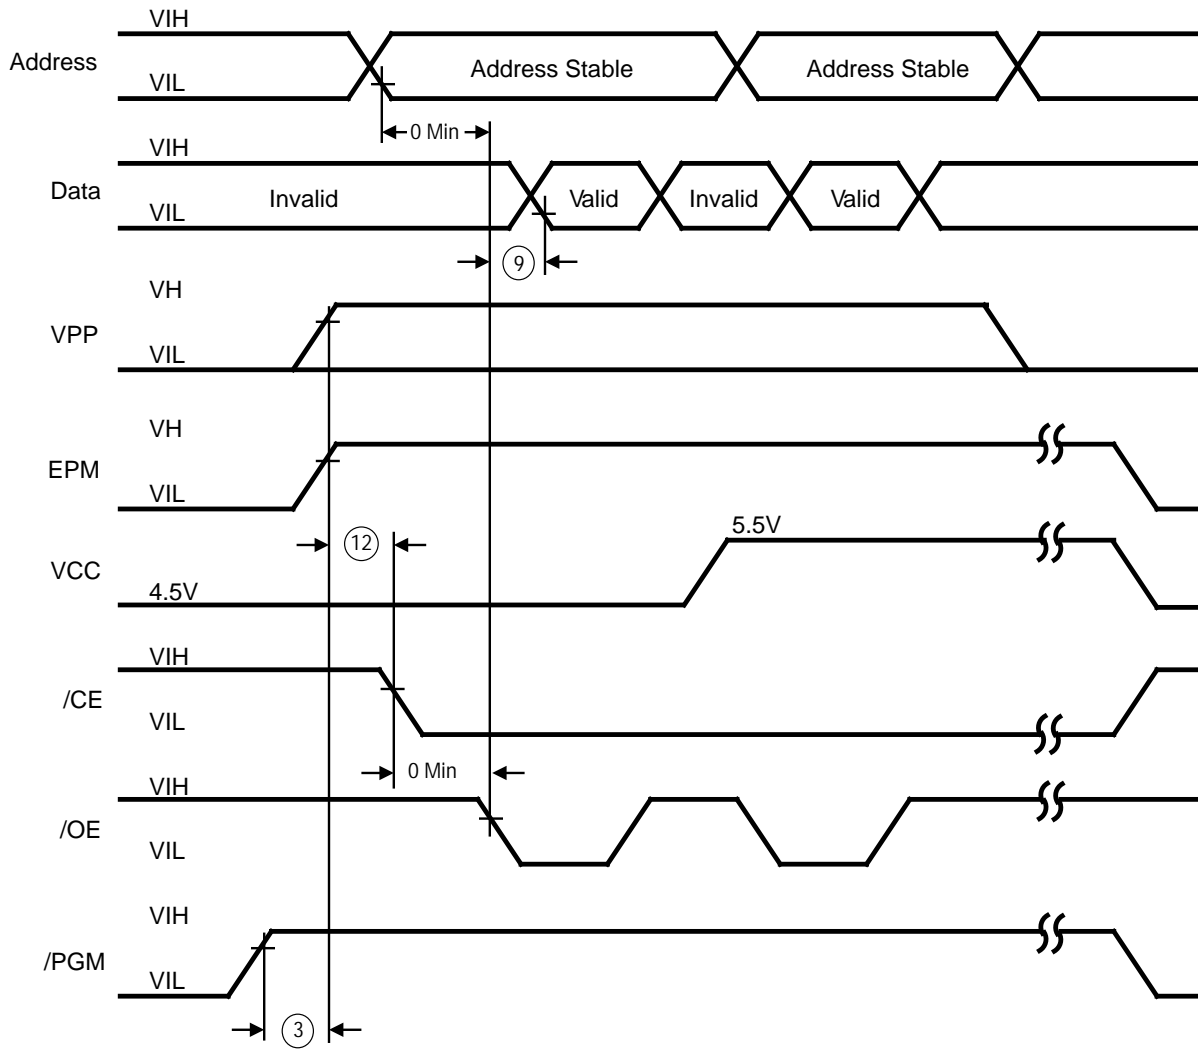 VIH
Address
VIL
Address Stable
Address Stable
0 Min
VIH
Data
VIL
Invalid
Valid
Invalid
Valid
9
VH
VPP
VIL
VH
EPM
VIL
12
5.5V
VCC
4.5V
VIH
/CE
VIL
0 Min
VIH
/OE
VIL
VIH
/PGM
VIL
3